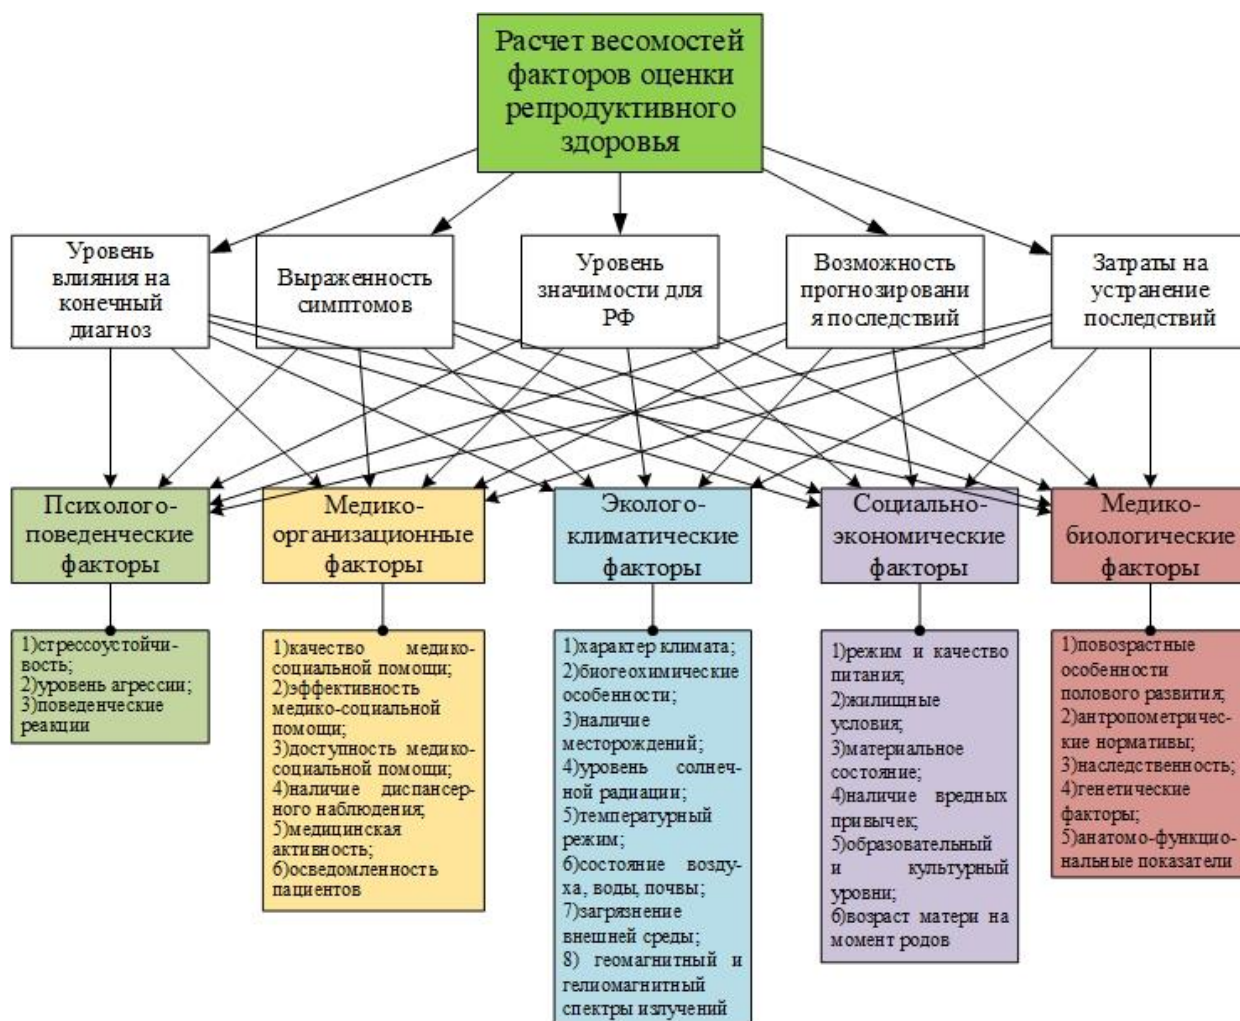 Расчет весомостей
факторов оценки
репродуктивного
здоровья
Уровень
влияния на
конечный
диагноз
Выраженность
симптомов
Уровень
значимости для
РФ
Возможность
прогнозировани
я последствий
Затраты на
устранение
последствий
Психолого-
поведенческие
факторы
Медико-
организационные
факторы
Эколого-
климатические
факторы
Социально-
экономические
факторы
Медико-
биологические
факторы
1)стрессоустойчи-
вость;
2)уровень агрессии;
3)поведенческие
реакции
1)качество медико-
социальной помощи;
2)эффективность
медико-социальной
помощи;
3)доступность медико-
социальной помощи;
4)наличие диспансер-
ного наблюдения;
5)медицинская
активность;
6)осведомленность
пациентов
1)характер климата;
2)биогеохимические
особенности;
3)наличие
месторождений;
4)уровень солнеч-
ной радиации;
5)температурный
режим;
6)состояние возду-
ха, воды, почвы;
7)загрязнение
внешней среды;
8) геомагнитный и
гелиомагнитный
спектры излучений
1)режим и качество
питания;
2)жилищные
условия;
3)материальное
состояние;
4)наличие вредных
привычек;
5)образовательный
и культурный
уровни;
6)возраст матери на
момент родов
1)повозрастные
особенности
полового развития;
2)антропометричес-
кие нормативы;
3)наследственность;
4)генетические
факторы;
5)анатомо-функцио-
нальные показатели